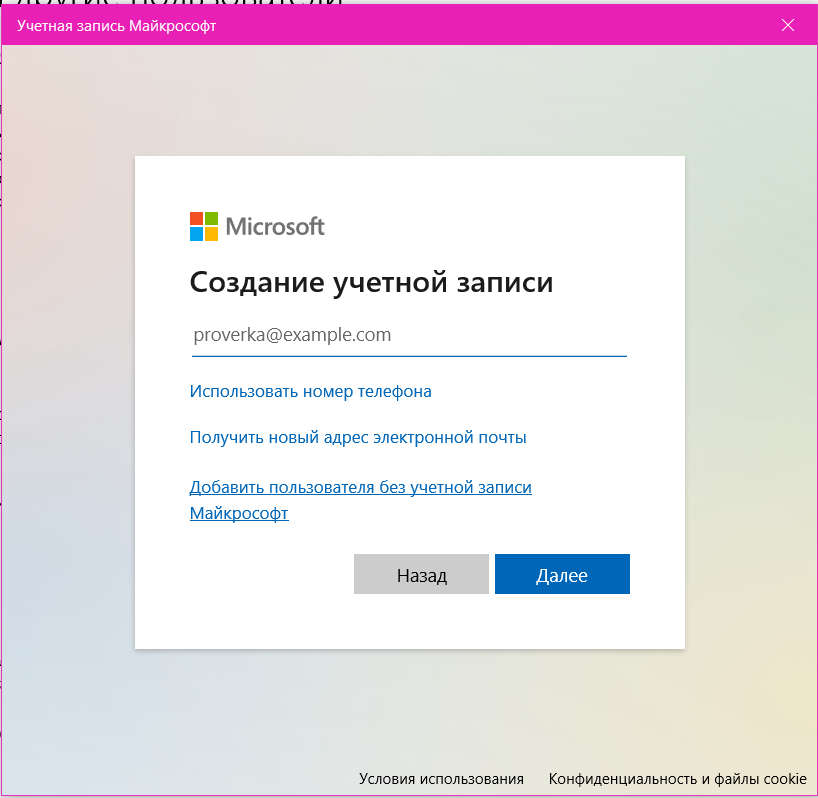 Учетная запись Майкрософт
Microsoft
Создание учетной записи
proverka@example.com
Использовать номер телефона
Получить новый адрес электронной почты
Добавить пользователя без учетной записи
Майкрософт
Назад Далее
Условия использования Конфиденциальность и файлы cookie